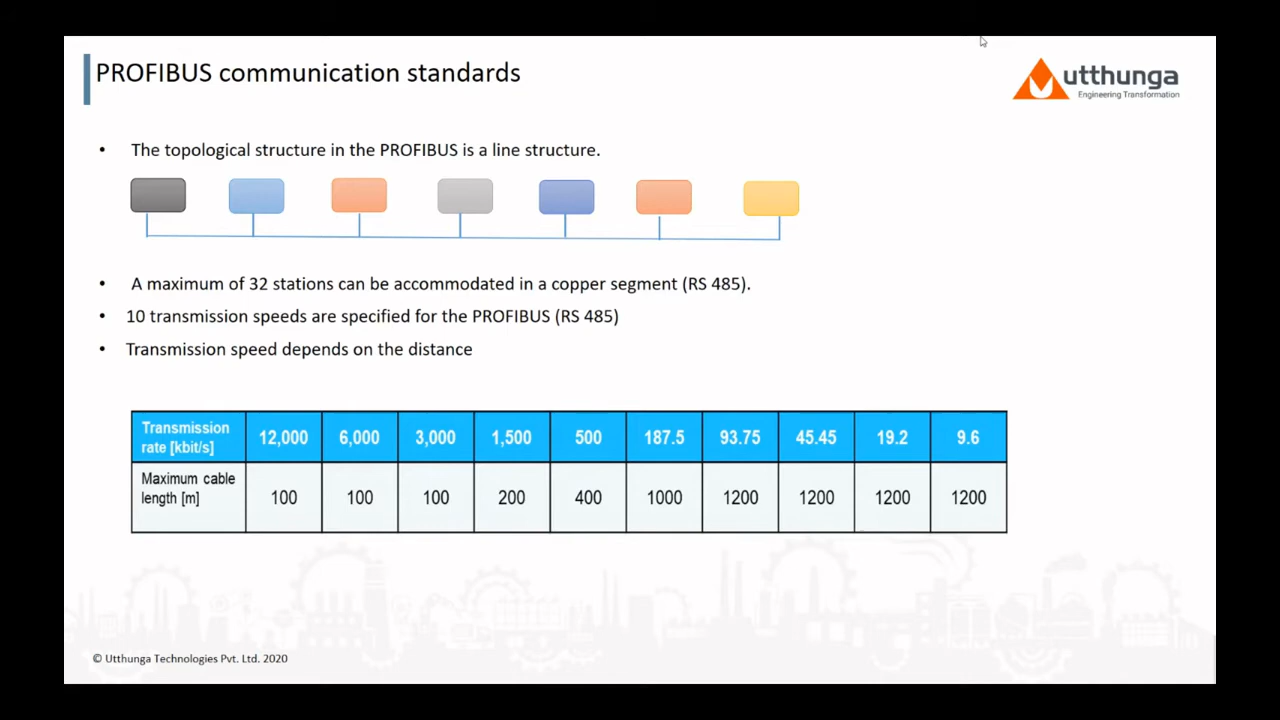 PROFIBUS communication standards
utthunga
Engineering Transformation
• The topological structure in the PROFIBUS is a line structure.
• A maximum of 32 stations can be accommodated in a copper segment (RS 485).
• 10 transmission speeds are specified for the PROFIBUS (RS 485)
• Transmission speed depends on the distance
Transmission rate [kbit/s] 12,000 6,000 3,000 1,500 500 187.5 93.75 45.45 19.2 9.6
Maximum cable length [m] 100 100 100 200 400 1000 1200 1200 1200 1200
© Utthunga Technologies Pvt. Ltd. 2020